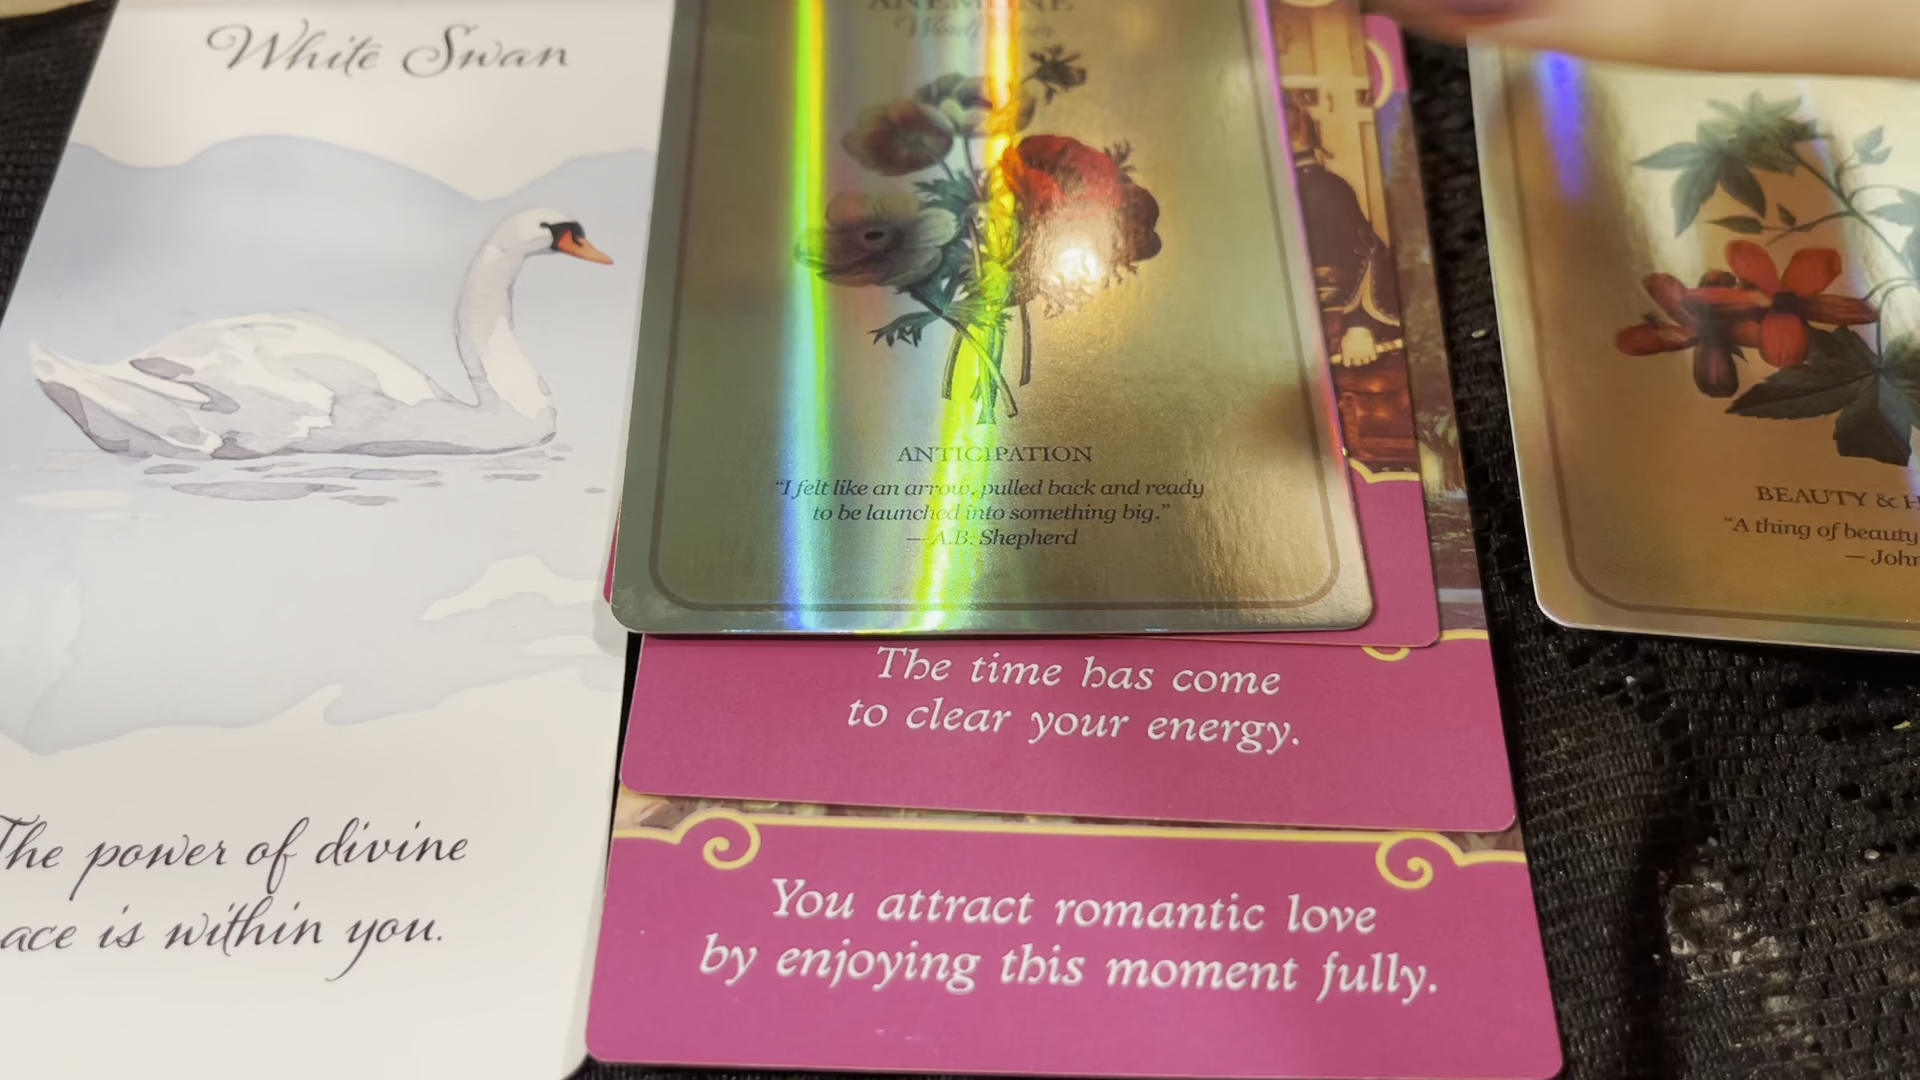 White Swan
The power of divine
ace is within you.
ANEMONE
ANTICIPATION
"I felt like an arrow, pulled back and ready
to be launched into something big."
— A.B. Shepherd
The time has come
to clear your energy.
You attract romantic love
by enjoying this moment fully.
BEAUTY & H
"A thing of beauty
— John